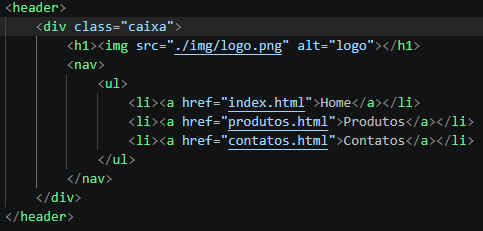 <header>
<div class="caixa">
<h1><img src="./img/logo.png" alt="logo"></h1>
<nav>
<ul>
<li><a href="index.html">Home</a></li>
<li><a href="produtos.html">Produtos</a></li>
<li><a href="contatos.html">Contatos</a></li>
</ul>
</nav>
</div>
</header>